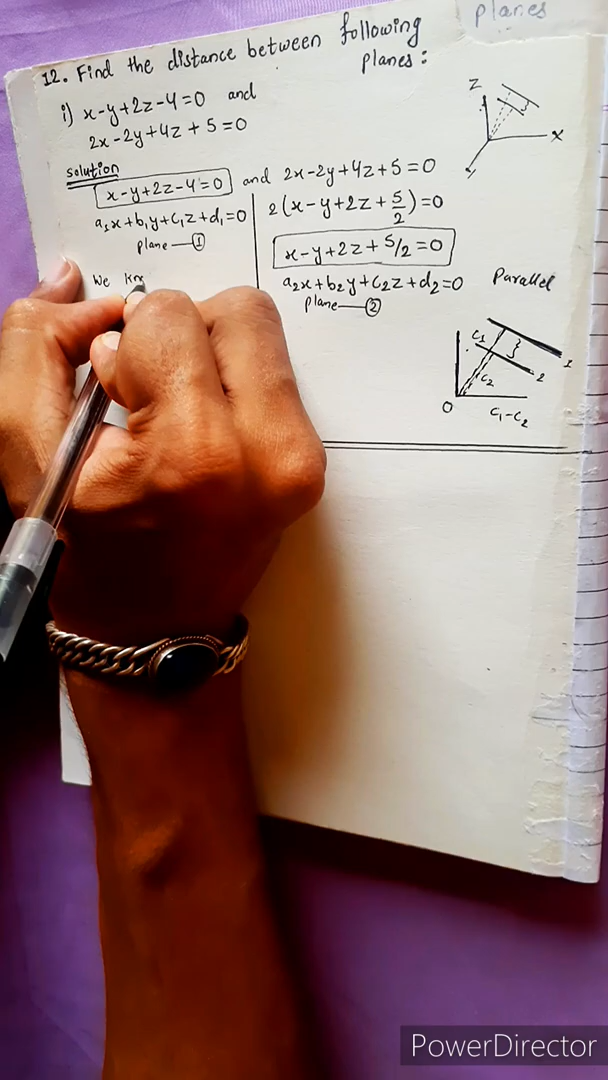 planes
12. Find the distance between following
planes:
i) x-y+2z-4=0 and
2x-2y+4z+5=0
solution
x-y+2z-4=0 and 2x-2y+4z+5=0
a₁x+b₁y+c₁z+d₁=0
plane — ①
2(x-y+2z+5/2)=0
x-y+2z+5/2=0
a₂x+b₂y+c₂z+d₂=0
plane — ②
We kno
Z
X
y
Parallel
C₁
C₂
1
2
O
C₁-C₂
PowerDirector